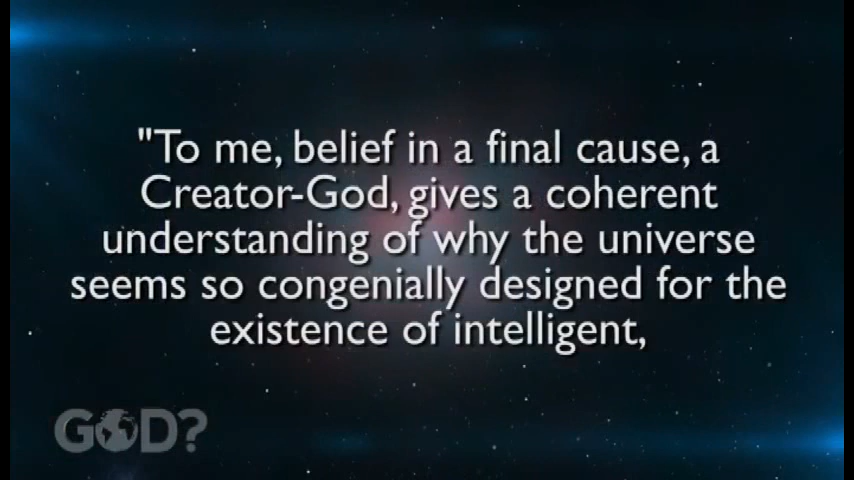 "To me, belief in a final cause, a
Creator-God, gives a coherent
understanding of why the universe
seems so congenially designed for the
existence of intelligent,
GOD?